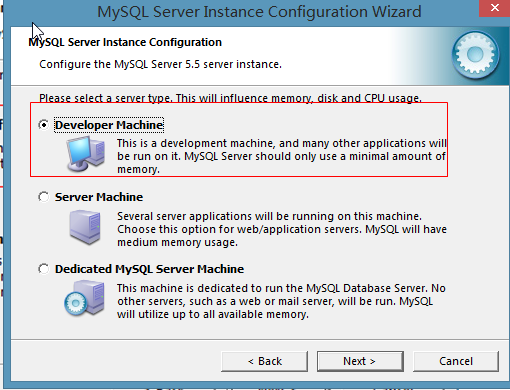 MySQL Server Instance Configuration Wizard
MySQL Server Instance Configuration
Configure the MySQL Server 5.5 server instance.
Please select a server type. This will influence memory, disk and CPU usage.
Developer Machine
This is a development machine, and many other applications will
be run on it. MySQL Server should only use a minimal amount of
memory.
Server Machine
Several server applications will be running on this machine.
Choose this option for web/application servers. MySQL will have
medium memory usage.
Dedicated MySQL Server Machine
This machine is dedicated to run the MySQL Database Server. No
other servers, such as a web or mail server, will be run. MySQL
will utilize up to all available memory.
< Back
Next >
Cancel